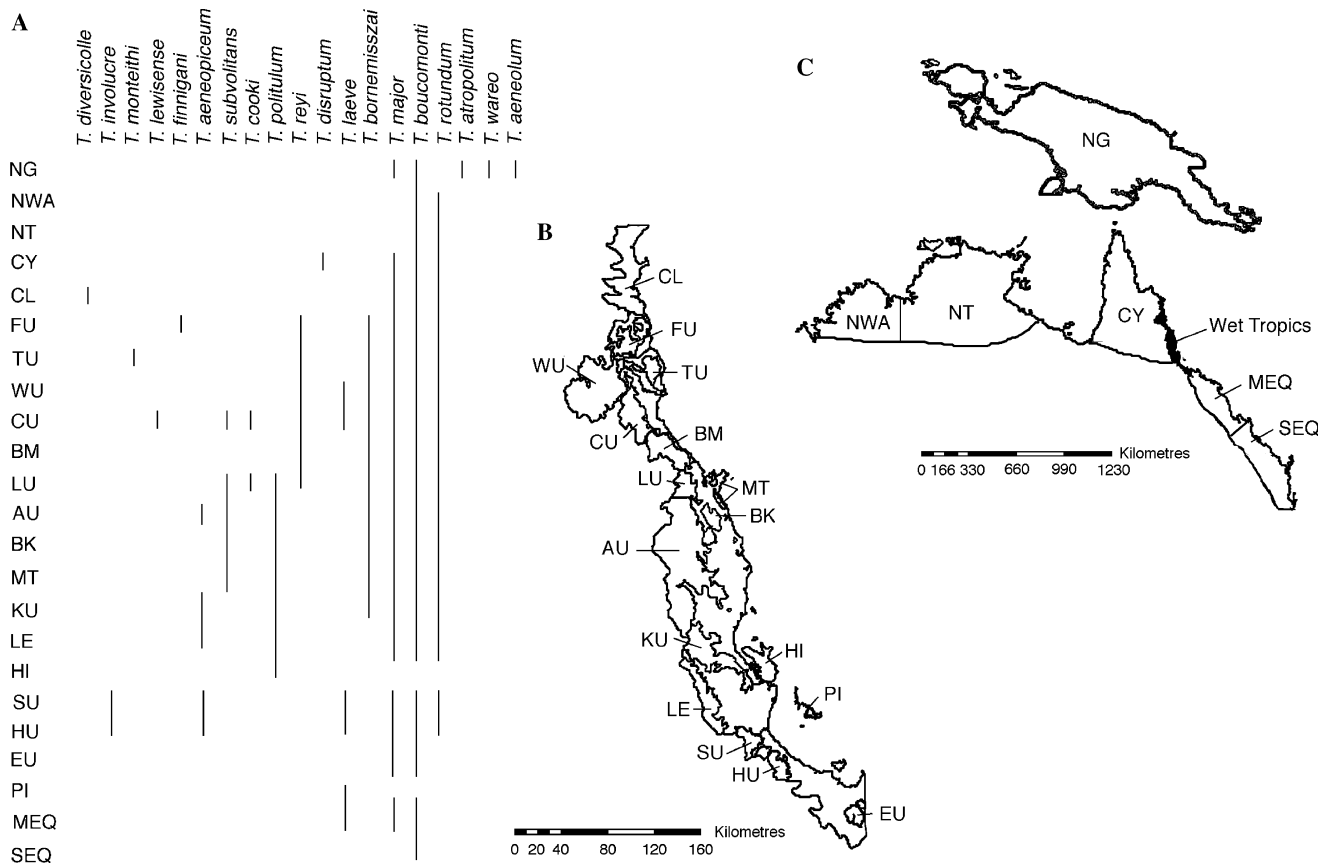 A
T. diversicolle
T. involucre
T. monteithi
T. lewisense
T. finnigani
T. aeneopiceum
T. subvolitans
T. cooki
T. politulum
T. reyi
T. disruptum
T. laeve
T. bornemisszai
T. major
T. boucomonti
T. rotundum
T. atropolitum
T. wareo
T. aeneolum
NG
NWA
NT
CY
CL
FU
TU
WU
CU
BM
LU
AU
BK
MT
KU
LE
HI
SU
HU
EU
PI
MEQ
SEQ
B
CL
FU
WU
TU
CU
BM
LU
MT
BK
AU
KU
HI
LE
PI
SU
HU
EU
Kilometres
0 20 40 80 120 160
C
NG
NWA
NT
CY
Wet Tropics
MEQ
SEQ
Kilometres
0 166 330 660 990 1230